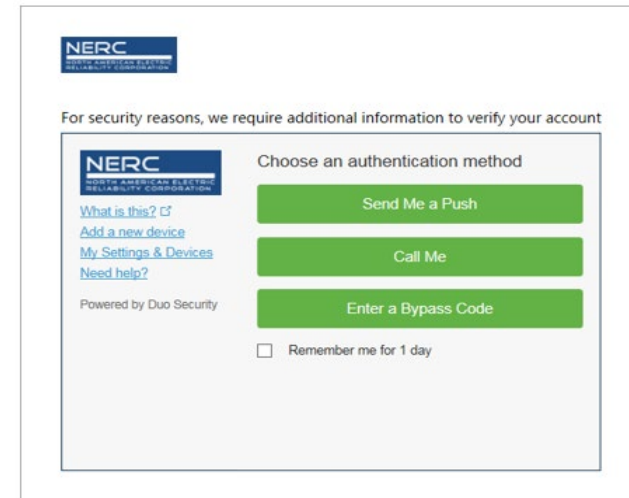 NERC
NORTH AMERICAN ELECTRIC
RELIABILITY CORPORATION
For security reasons, we require additional information to verify your account
NERC
NORTH AMERICAN ELECTRIC
RELIABILITY CORPORATION
What is this?
Add a new device
My Settings & Devices
Need help?
Powered by Duo Security
Choose an authentication method
Send Me a Push
Call Me
Enter a Bypass Code
Remember me for 1 day